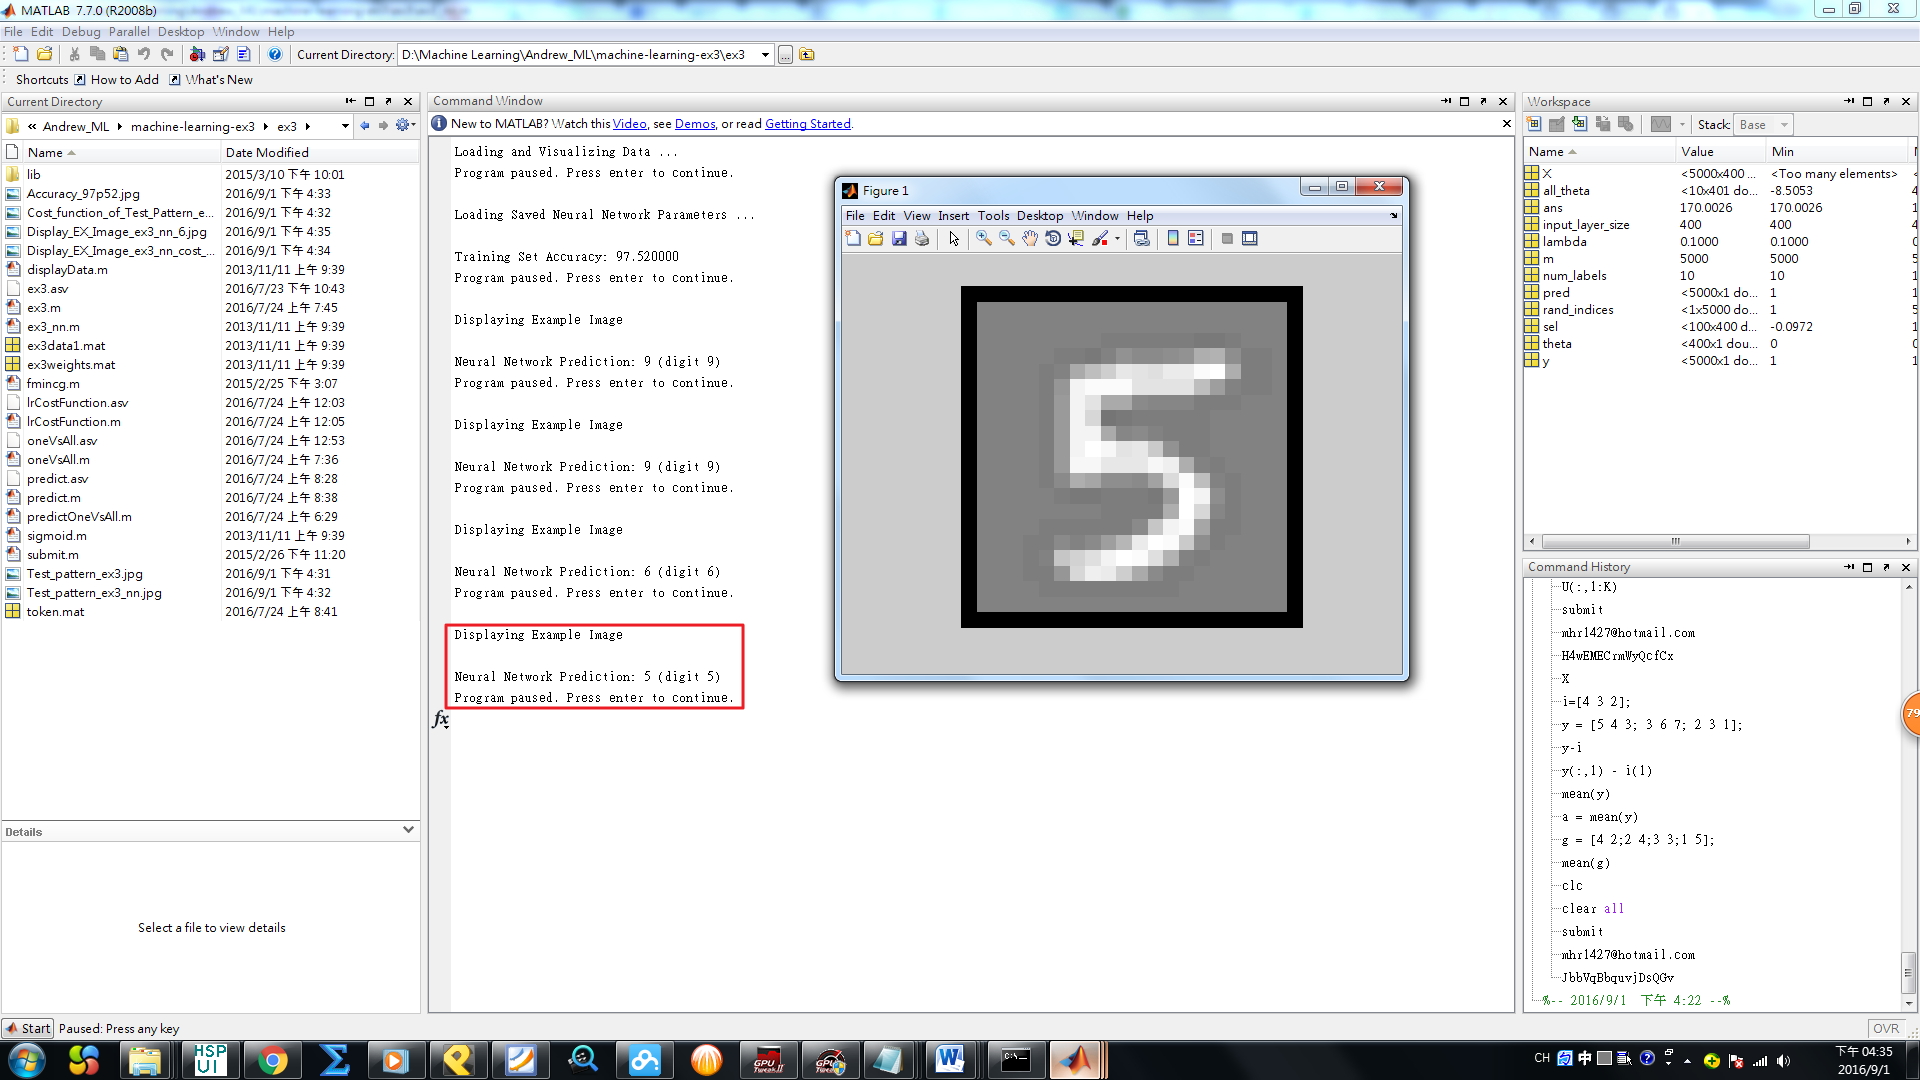 MATLAB 7.7.0 (R2008b)
File Edit Debug Parallel Desktop Window Help
Current Directory: D:\Machine Learning\Andrew_ML\machine-learning-ex3\ex3
Shortcuts How to Add What's New
Current Directory
« Andrew_ML machine-learning-ex3 ex3
Name Date Modified
lib 2015/3/10 下午 10:01
Accuracy_97p52.jpg 2016/9/1 下午 4:33
Cost_function_of_Test_Pattern_e... 2016/9/1 下午 4:32
Display_EX_Image_ex3_nn_6.jpg 2016/9/1 下午 4:35
Display_EX_Image_ex3_nn_cost_... 2016/9/1 下午 4:34
displayData.m 2013/11/11 上午 9:39
ex3.asv 2016/7/23 下午 10:43
ex3.m 2016/7/24 上午 7:45
ex3_nn.m 2013/11/11 上午 9:39
ex3data1.mat 2013/11/11 上午 9:39
ex3weights.mat 2013/11/11 上午 9:39
fmincg.m 2015/2/25 下午 3:07
lrCostFunction.asv 2016/7/24 上午 12:03
lrCostFunction.m 2016/7/24 上午 12:05
oneVsAll.asv 2016/7/24 上午 12:53
oneVsAll.m 2016/7/24 上午 7:36
predict.asv 2016/7/24 上午 8:28
predict.m 2016/7/24 上午 8:38
predictOneVsAll.m 2016/7/24 上午 6:29
sigmoid.m 2013/11/11 上午 9:39
submit.m 2015/2/26 下午 11:20
Test_pattern_ex3.jpg 2016/9/1 下午 4:31
Test_pattern_ex3_nn.jpg 2016/9/1 下午 4:32
token.mat 2016/7/24 上午 8:41
Details
Select a file to view details
Command Window
New to MATLAB? Watch this Video, see Demos, or read Getting Started.
Loading and Visualizing Data ...
Program paused. Press enter to continue.
Loading Saved Neural Network Parameters ...
Training Set Accuracy: 97.520000
Program paused. Press enter to continue.
Displaying Example Image
Neural Network Prediction: 9 (digit 9)
Program paused. Press enter to continue.
Displaying Example Image
Neural Network Prediction: 9 (digit 9)
Program paused. Press enter to continue.
Displaying Example Image
Neural Network Prediction: 6 (digit 6)
Program paused. Press enter to continue.
Displaying Example Image
Neural Network Prediction: 5 (digit 5)
Program paused. Press enter to continue.
fx
Figure 1
File Edit View Insert Tools Desktop Window Help
5
Workspace
Stack: Base
Name Value Min
X <5000x400 ... <Too many elements>
all_theta <10x401 do... -8.5053
ans 170.0026 170.0026
input_layer_size 400 400
lambda 0.1000 0.1000
m 5000 5000
num_labels 10 10
pred <5000x1 do... 1
rand_indices <1x5000 do... 1
sel <100x400 d... -0.0972
theta <400x1 dou... 0
y <5000x1 dou... 1
Command History
U(:,1:K)
submit
mhr1427@hotmail.com
H4wEMECrmWyQcfCx
X
i=[4 3 2];
y = [5 4 3; 3 6 7; 2 3 1];
y-i
y(:,1) - i(1)
mean(y)
a = mean(y)
g = [4 2;2 4;3 3;1 5];
mean(g)
clc
clear all
submit
mhr1427@hotmail.com
JbbVqBbquvjDsQGv
%-- 2016/9/1 下午 4:22 --%
79
Start Paused: Press any key
OVR
HSP
UI
GPU
Tweak II
CH 中
下午 04:35
2016/9/1